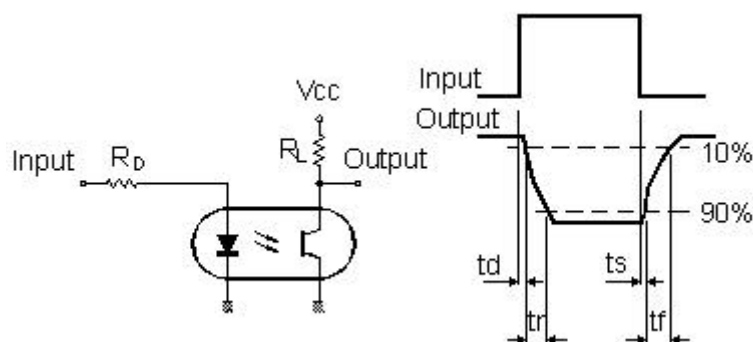 Input
RD
VCC
RL
Output
Input
Output
10%
90%
td
ts
tr
tf